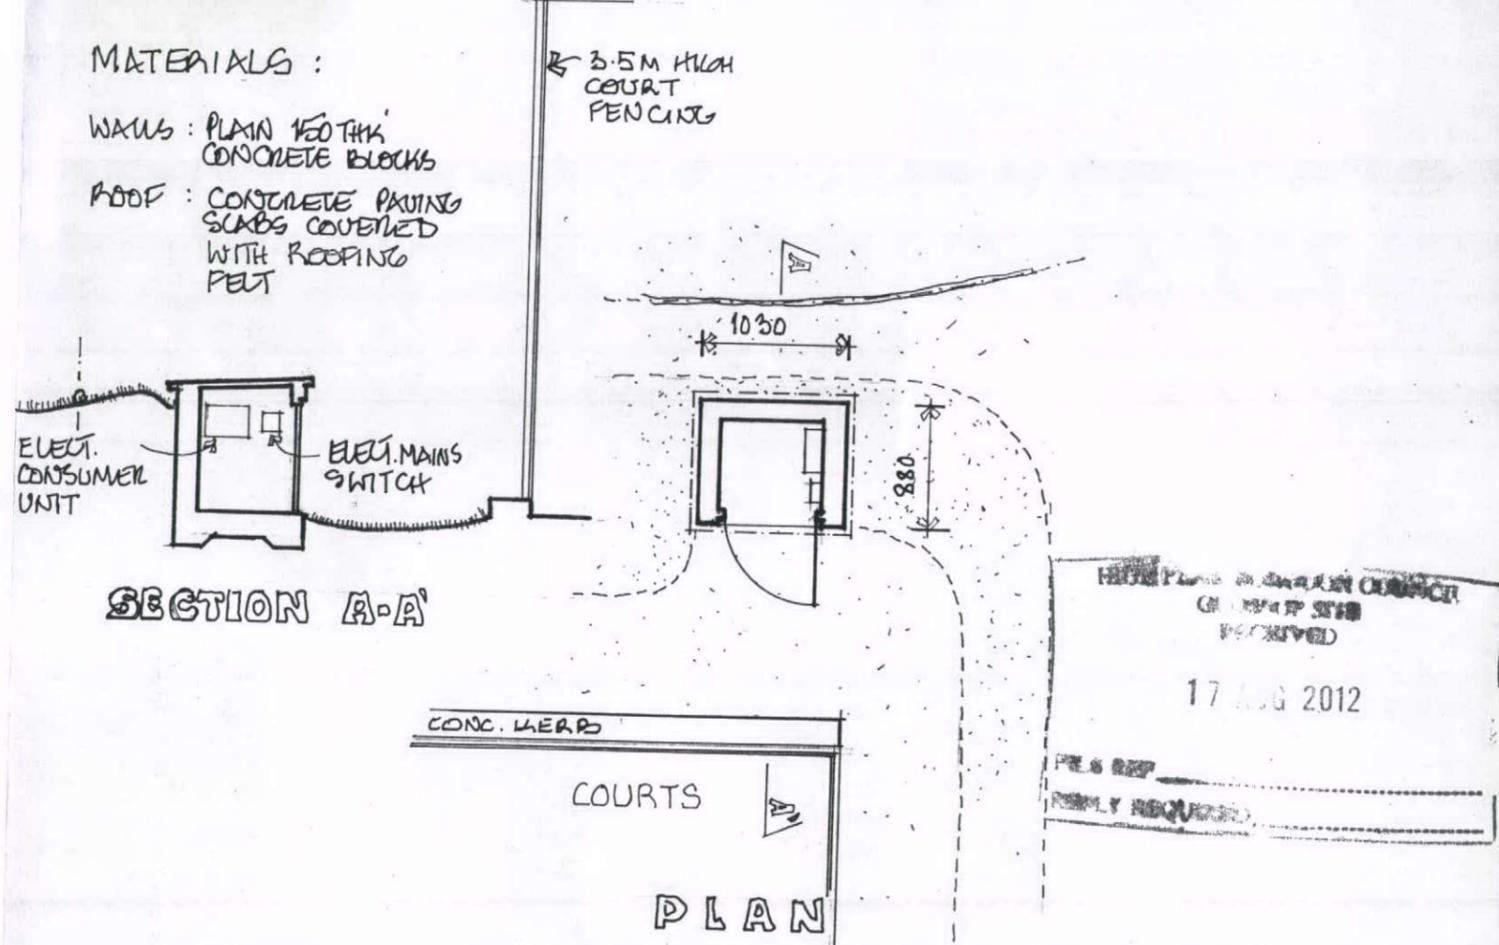 MATERIALS :
WALLS : PLAIN 150 THK'
CONCRETE BLOCKS
ROOF : CONCRETE PAVING
SLABS COVERED
WITH ROOFING
FELT
3.5M HIGH
COURT
FENCING
A
1030
880
ELECT.
CONSUMER
UNIT
ELECT. MAINS
SWITCH
SECTION A-A'
COUNCIL
RECEIVED
17 AUG 2012
REPLY REQUIRED
CONC. KERBS
COURTS
A'
PLAN